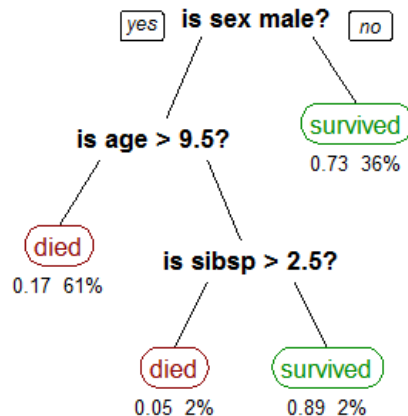 yes is sex male? no
is age > 9.5?
survived
0.73 36%
died
0.17 61%
is sibsp > 2.5?
died survived
0.05 2% 0.89 2%